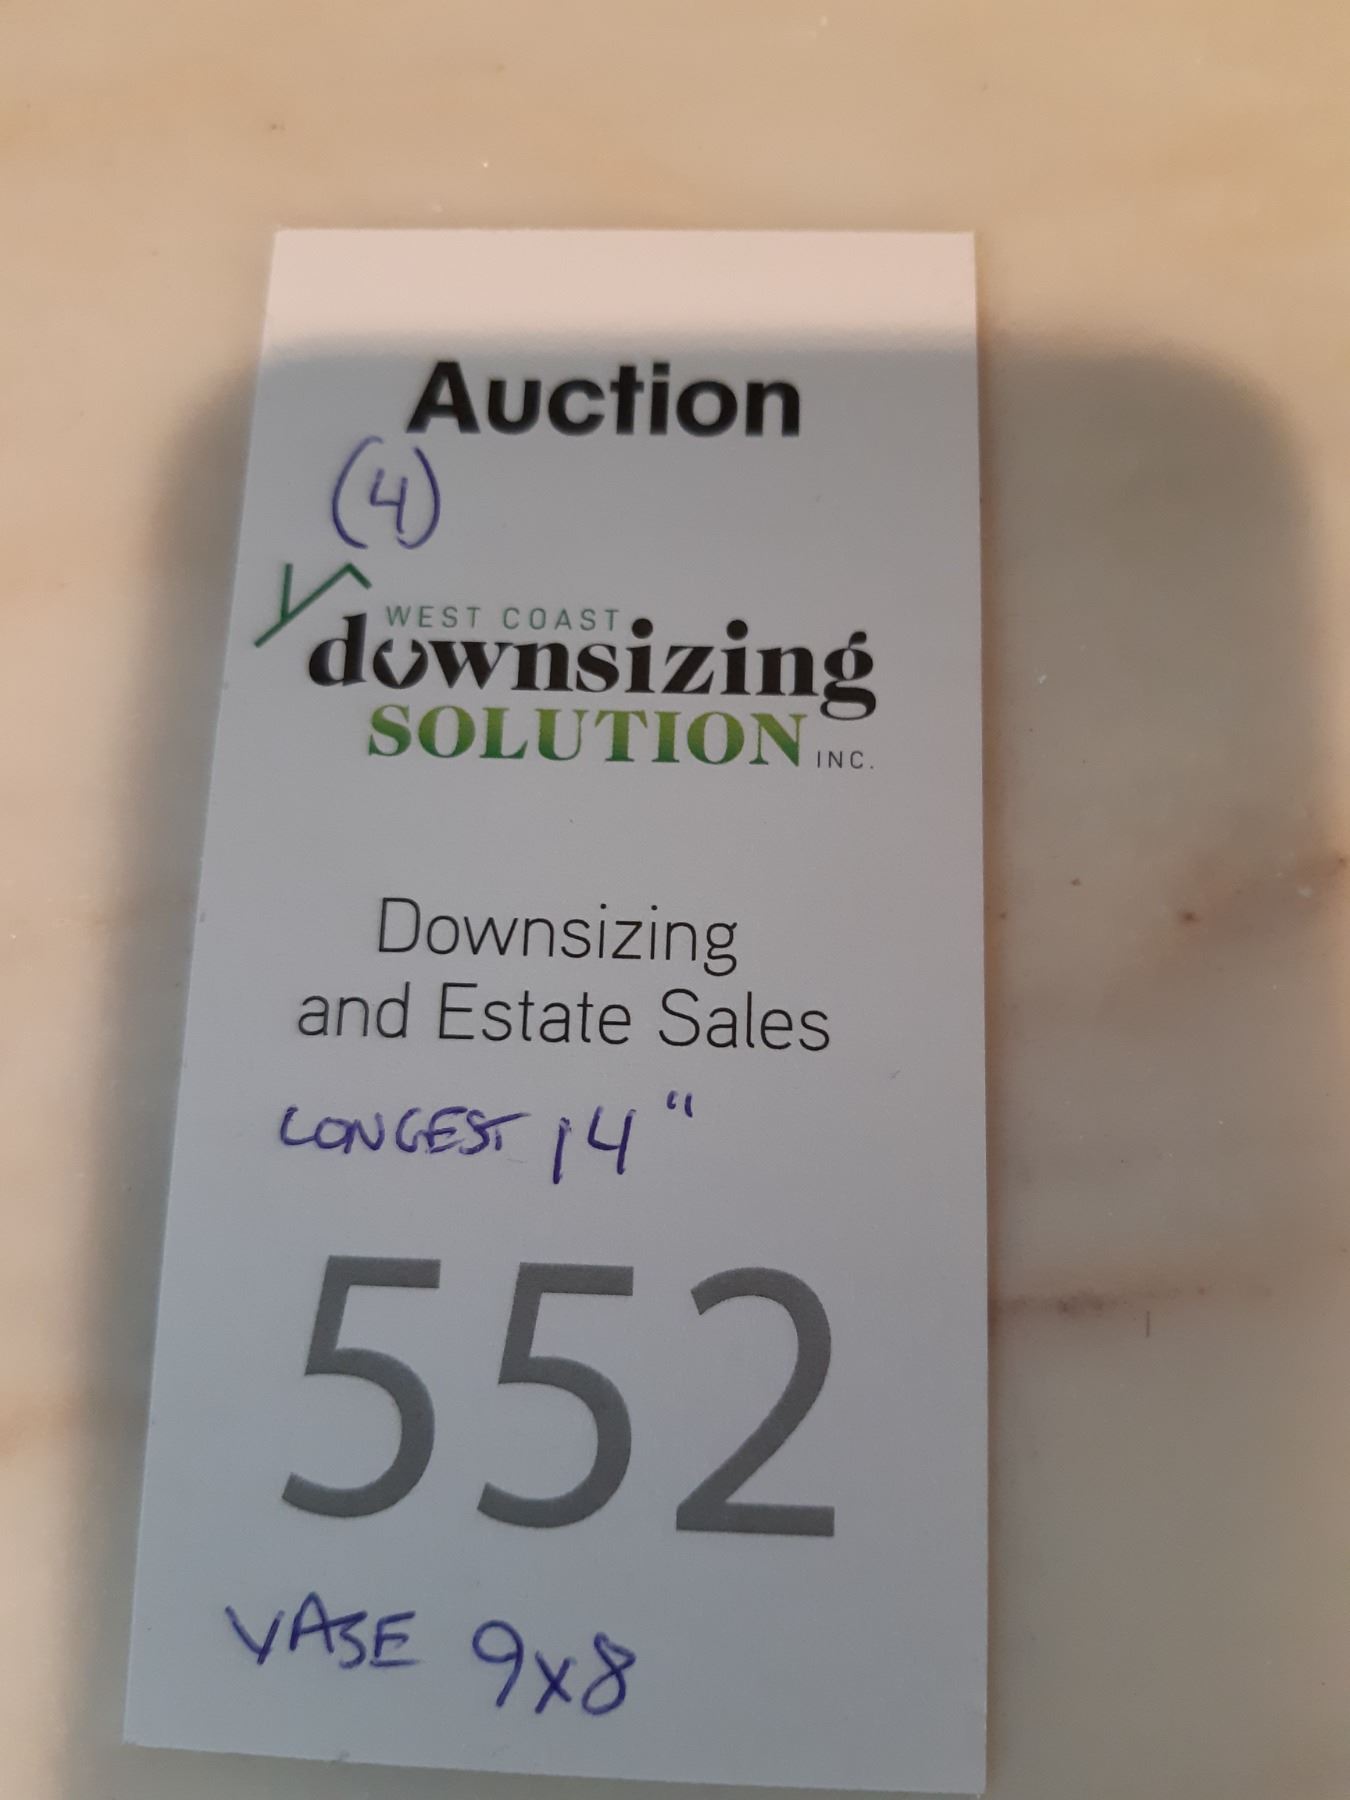 Auction
(4)
WEST COAST
downsizing
SOLUTION INC.
Downsizing
and Estate Sales
LONGEST 14"
552
VASE 9x8